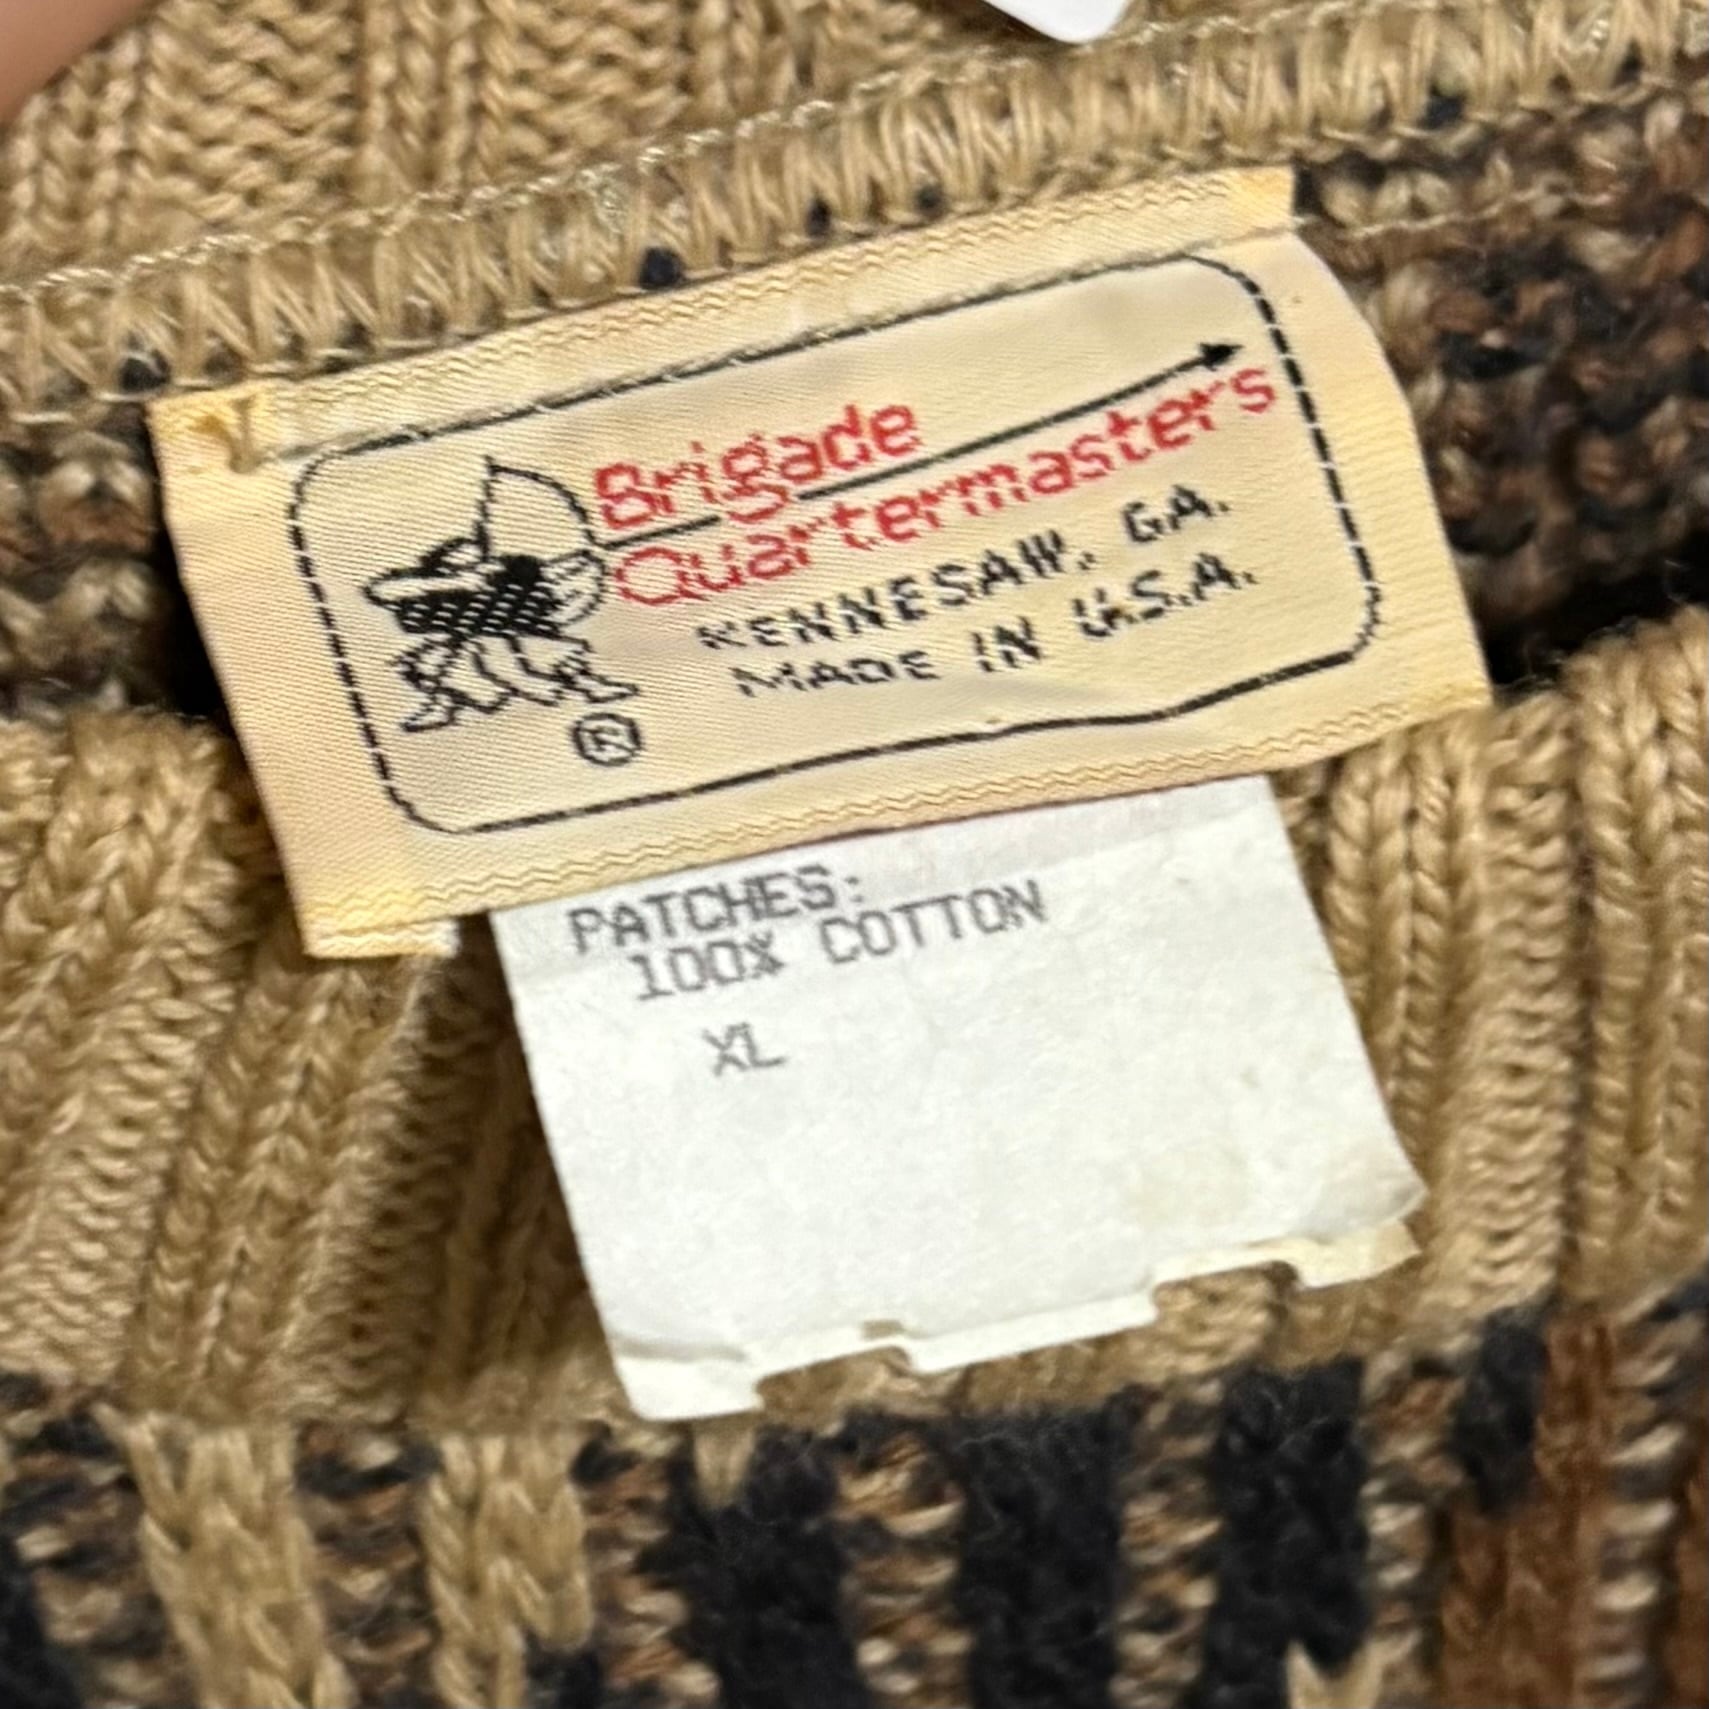 Brigade
Quartermasters
KENNESAW, GA.
MADE IN U.S.A.
®
PATCHES:
100% COTTON
XL